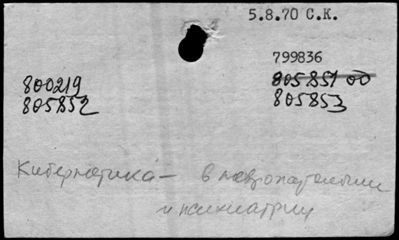 5.8.70 С.К.
799836
800219
805851 00
805852
805853
Кибернетика — в невропатологии
и психиатрии